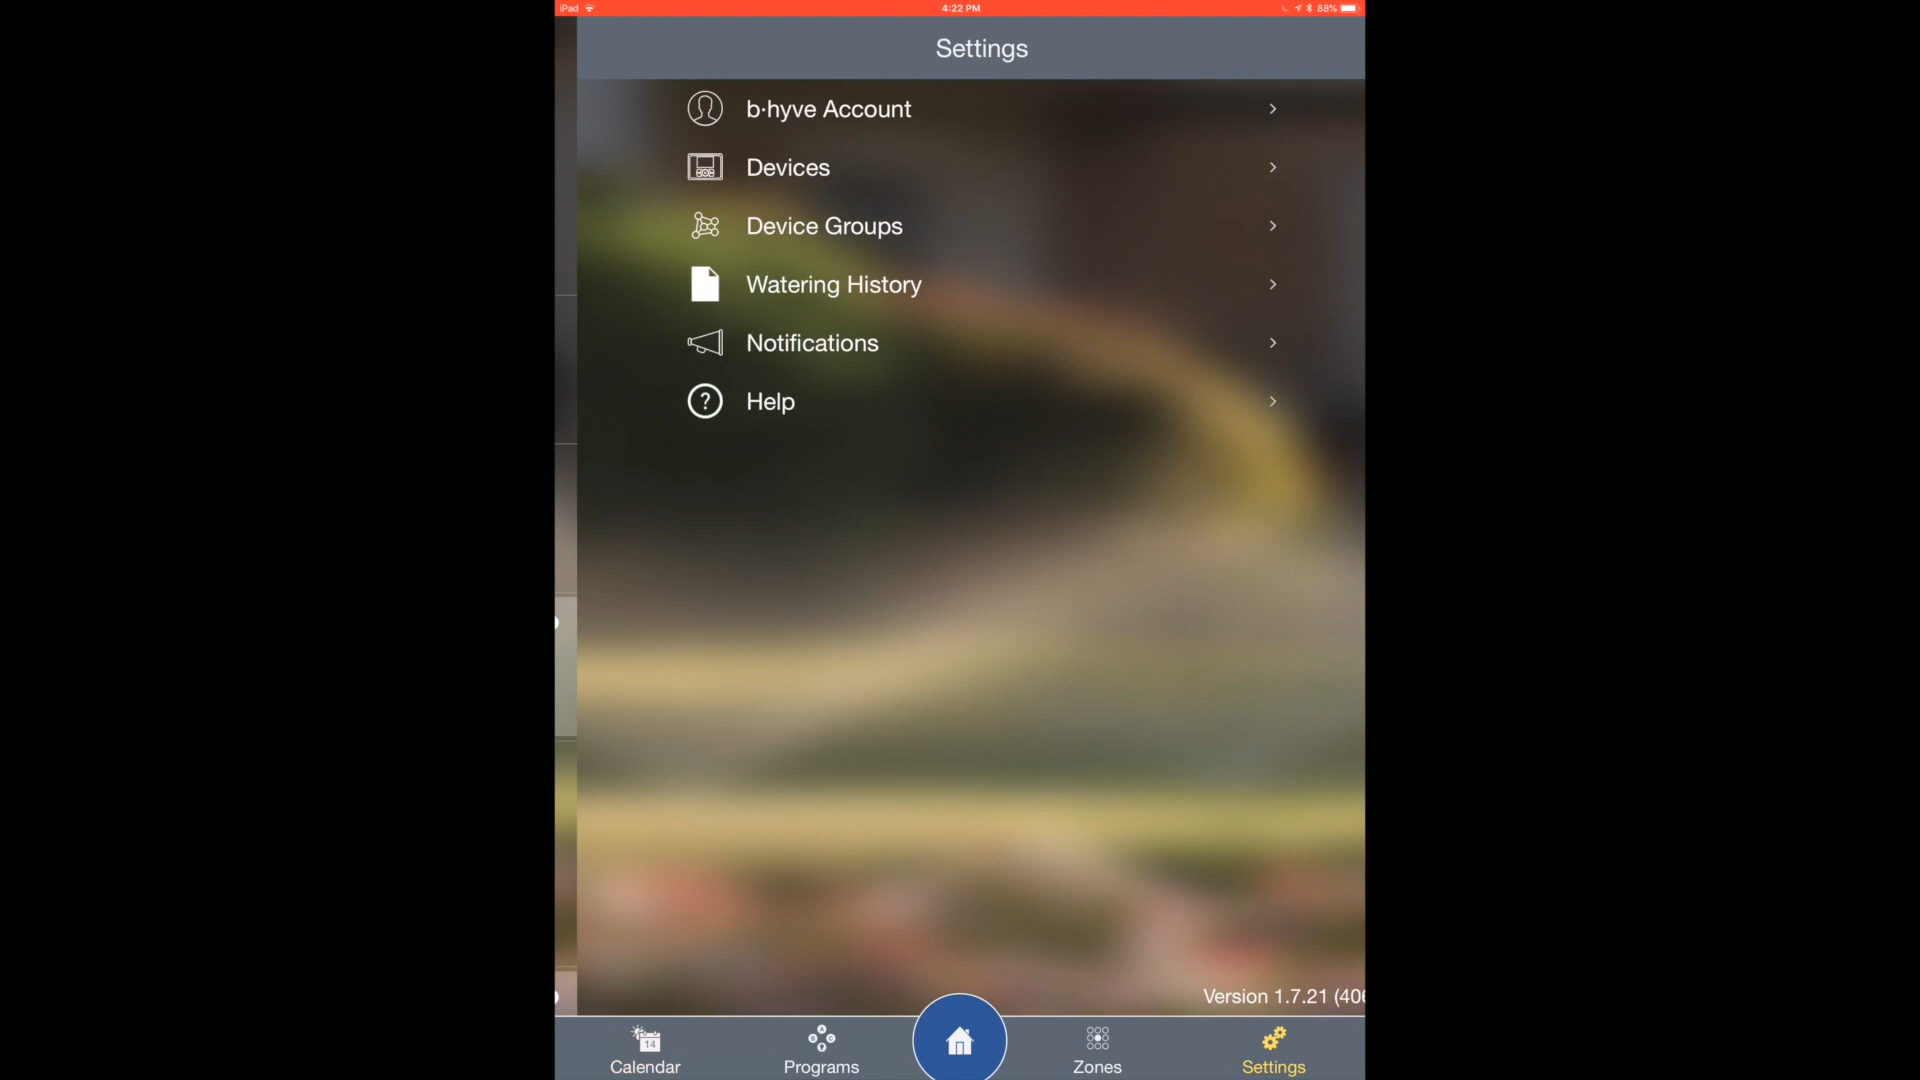 iPad 4:22 PM 88%
Settings
b·hyve Account
Devices
Device Groups
Watering History
Notifications
? Help
Version 1.7.21 (406
14 A B C
Calendar Programs Zones Settings